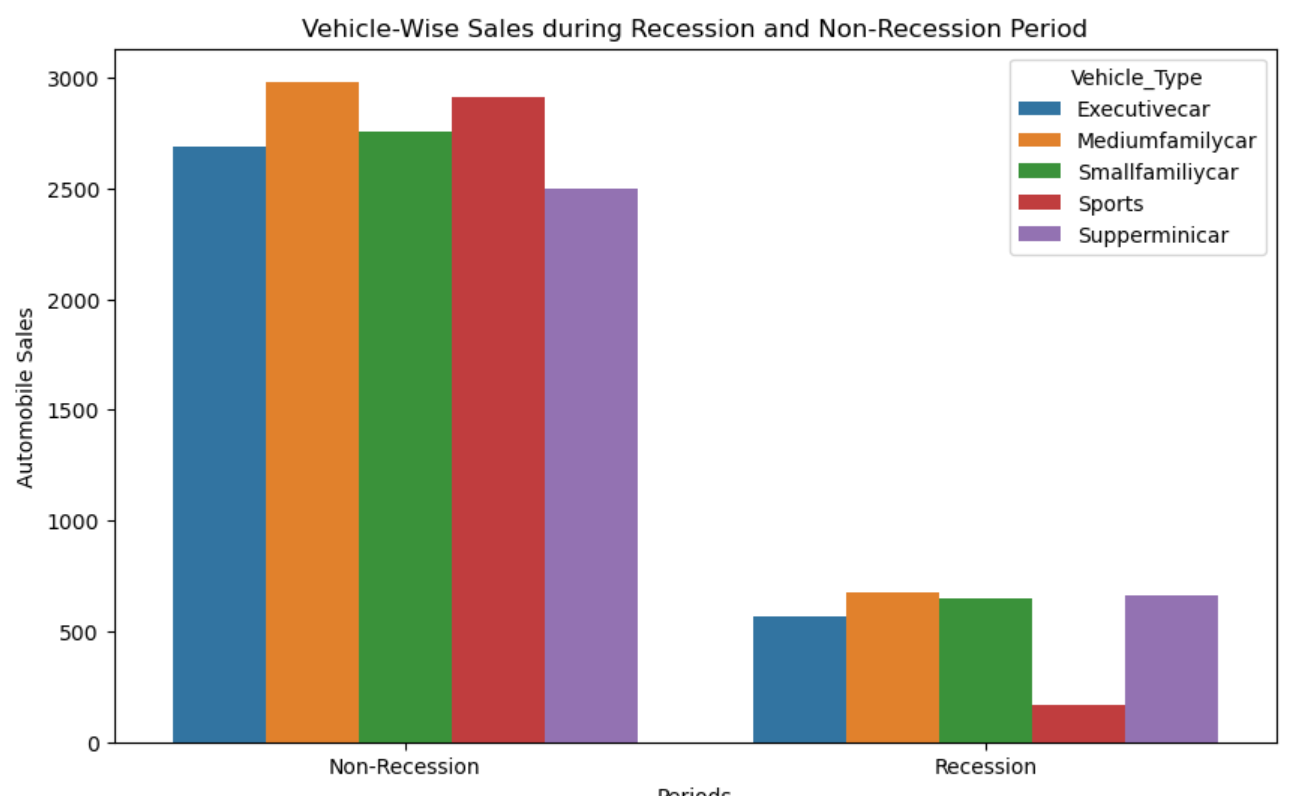 Vehicle-Wise Sales during Recession and Non-Recession Period
Vehicle_Type
Executivecar
Mediumfamilycar
Smallfamiliycar
Sports
Supperminicar
Automobile Sales
3000
2500
2000
1500
1000
500
0
Non-Recession
Recession
Periods